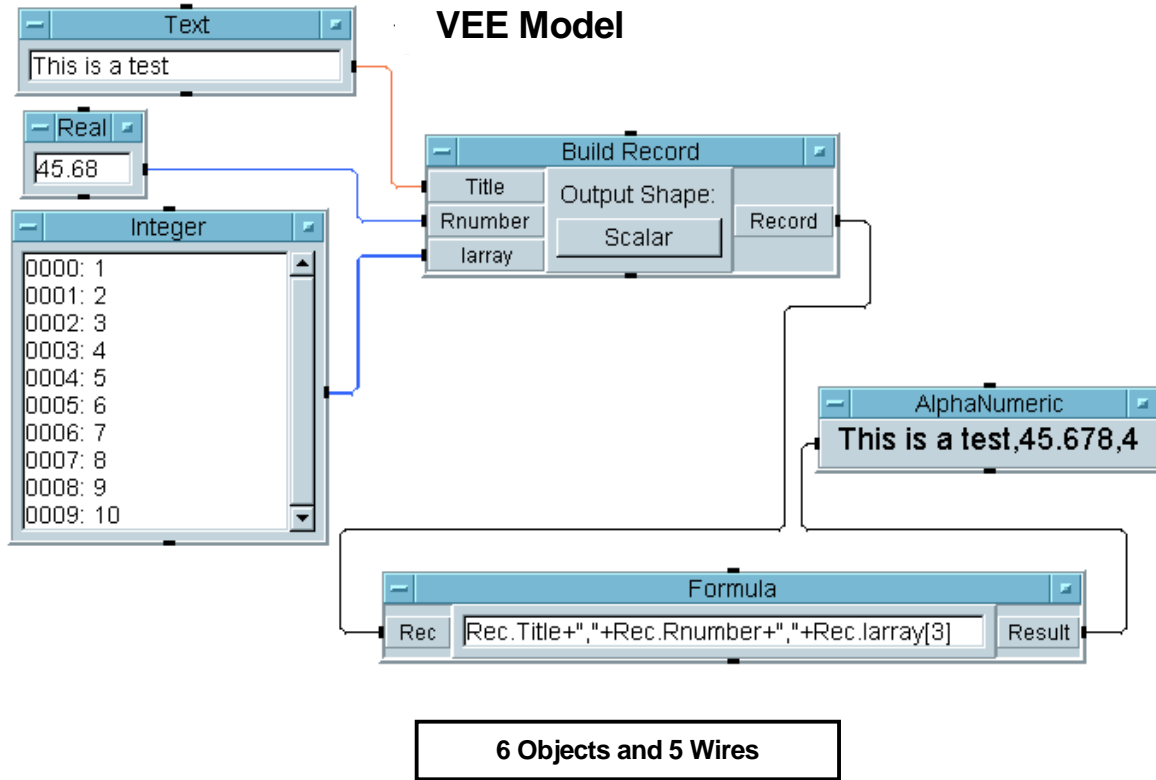 VEE Model
Text
This is a test
Real
45.68
Integer
0000: 1
0001: 2
0002: 3
0003: 4
0004: 5
0005: 6
0006: 7
0007: 8
0008: 9
0009: 10
Build Record
Title
Rnumber
Iarray
Output Shape:
Scalar
Record
AlphaNumeric
This is a test,45.678,4
Formula
Rec
Rec.Title+","+Rec.Rnumber+","+Rec.Iarray[3]
Result
6 Objects and 5 Wires